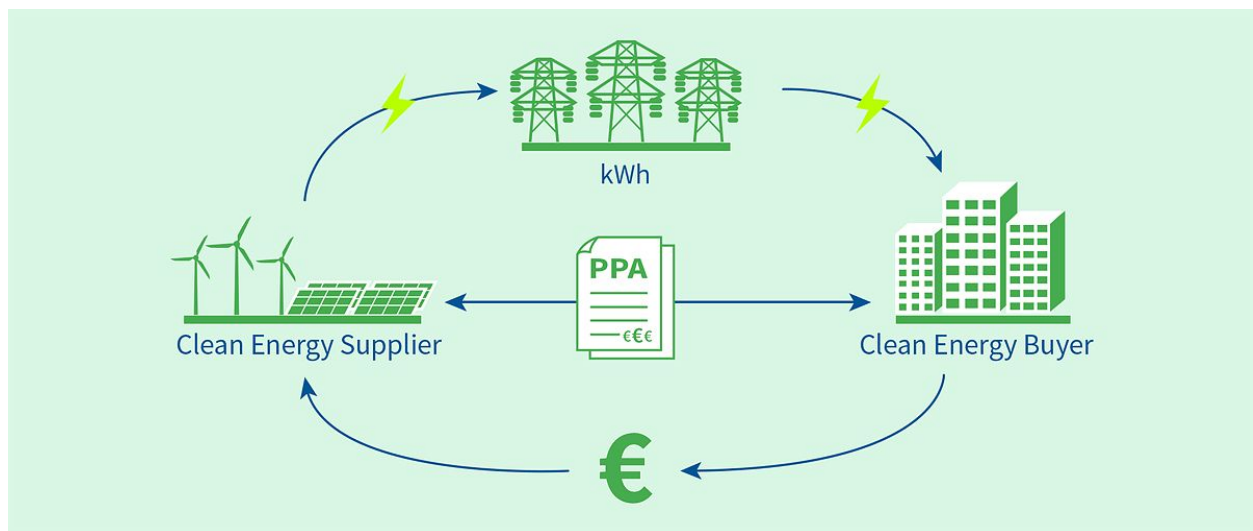 kWh
PPA
€€€
Clean Energy Supplier
Clean Energy Buyer
€